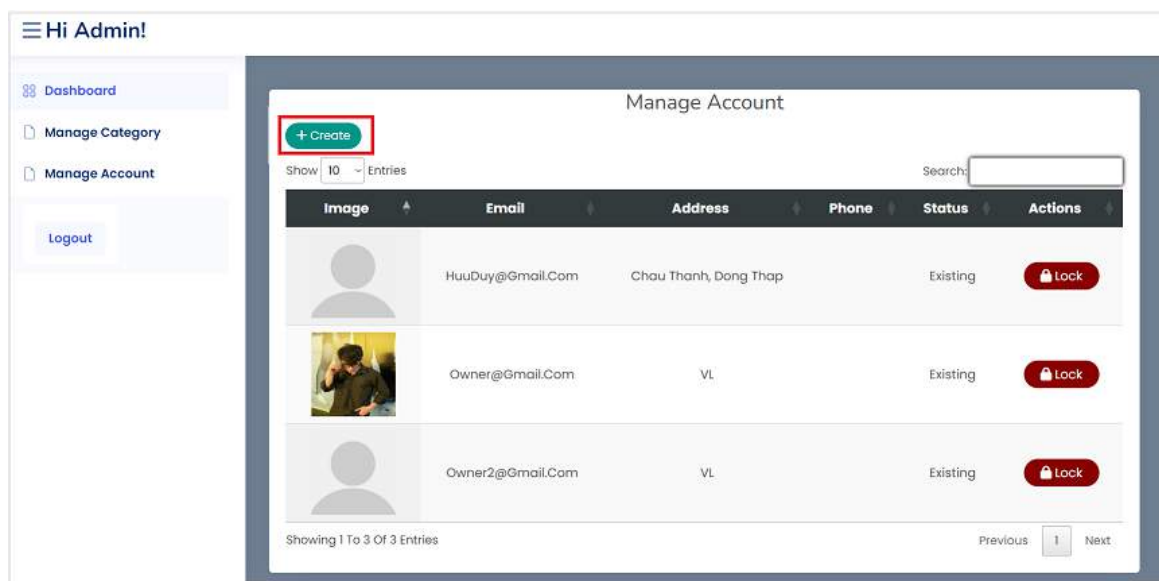 Hi Admin!
Dashboard
Manage Category
Manage Account
Logout
Manage Account
+ Create
Show 10 Entries
Search:
Image Email Address Phone Status Actions
HuuDuy@Gmail.Com Chau Thanh, Dong Thap Existing Lock
Owner@Gmail.Com VL Existing Lock
Owner2@Gmail.Com VL Existing Lock
Showing 1 To 3 Of 3 Entries
Previous 1 Next